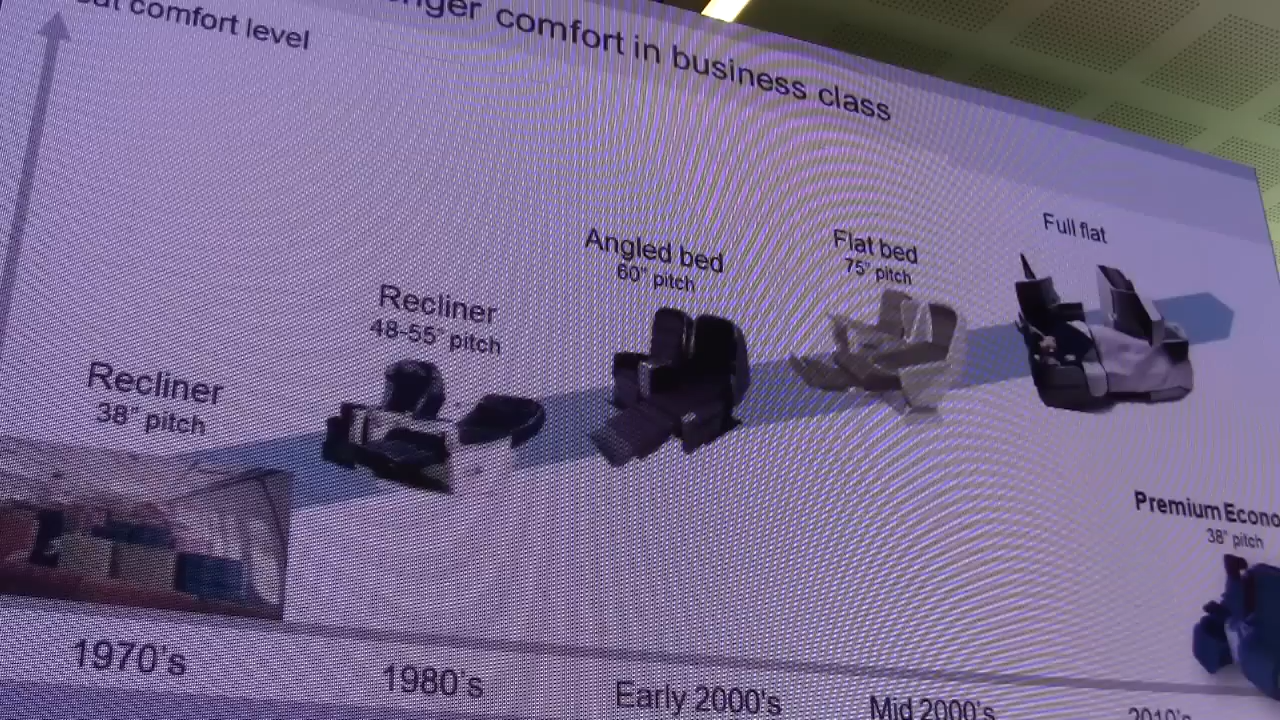 comfort level
comfort in business class
Recliner
38" pitch
Recliner
48-55" pitch
Angled bed
60" pitch
Flat bed
75" pitch
Full flat
Premium
38" pitch
1970's
1980's
Early 2000's
Mid 2000's
2010's